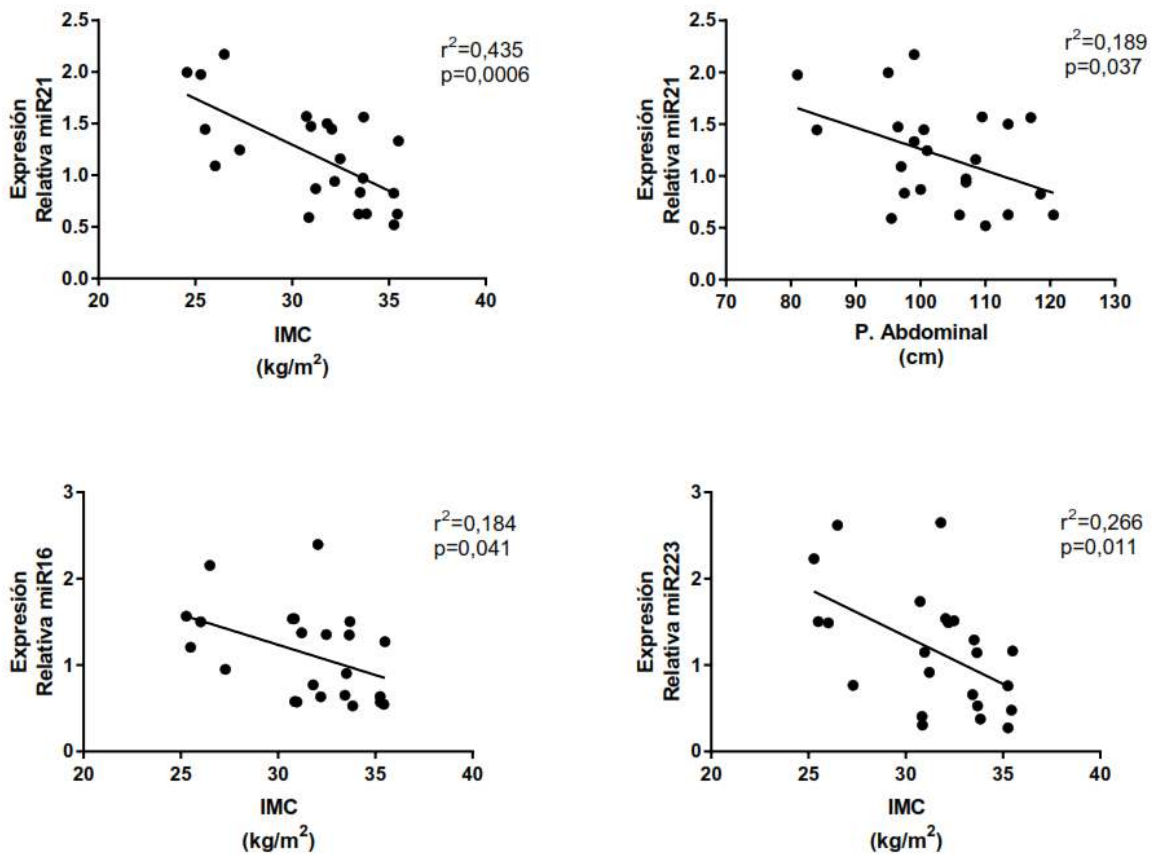 r²=0,435
p=0,0006
Expresión
Relativa miR21
2.5
2.0
1.5
1.0
0.5
0.0
20 25 30 35 40
IMC
(kg/m²)
r²=0,189
p=0,037
Expresión
Relativa miR21
2.5
2.0
1.5
1.0
0.5
0.0
70 80 90 100 110 120 130
P. Abdominal
(cm)
r²=0,184
p=0,041
Expresión
Relativa miR16
3
2
1
0
20 25 30 35 40
IMC
(kg/m²)
r²=0,266
p=0,011
Expresión
Relativa miR223
3
2
1
0
20 25 30 35 40
IMC
(kg/m²)